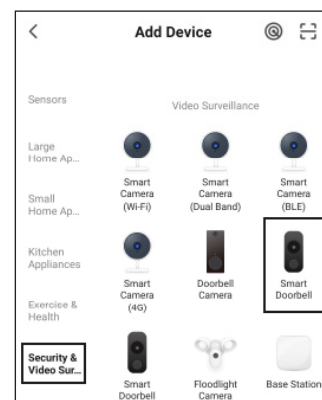 Add Device
Sensors
Large
Home Ap...
Small
Home Ap...
Kitchen
Appliances
Exercise &
Health
Security &
Video Sur...
Video Surveillance
Smart
Camera
(Wi-Fi)
Smart
Camera
(Dual Band)
Smart
Camera
(BLE)
Smart
Camera
(4G)
Doorbell
Camera
Smart
Doorbell
Smart
Doorbell
Floodlight
Camera
Base Station